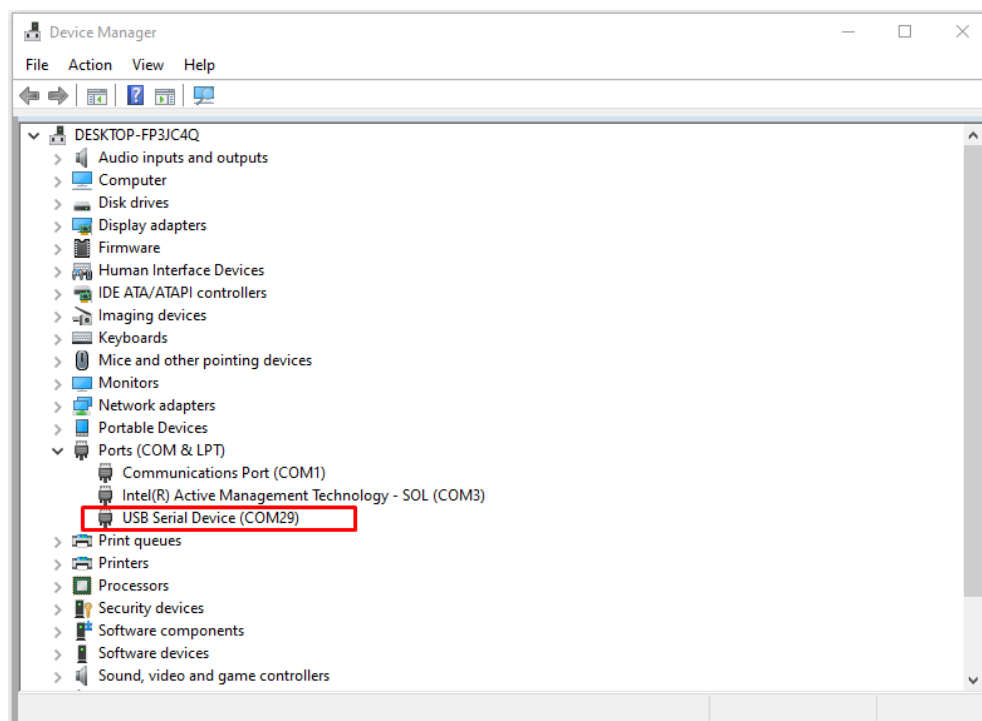 Device Manager
File Action View Help
DESKTOP-FP3JC4Q
Audio inputs and outputs
Computer
Disk drives
Display adapters
Firmware
Human Interface Devices
IDE ATA/ATAPI controllers
Imaging devices
Keyboards
Mice and other pointing devices
Monitors
Network adapters
Portable Devices
Ports (COM & LPT)
Communications Port (COM1)
Intel(R) Active Management Technology - SOL (COM3)
USB Serial Device (COM29)
Print queues
Printers
Processors
Security devices
Software components
Software devices
Sound, video and game controllers